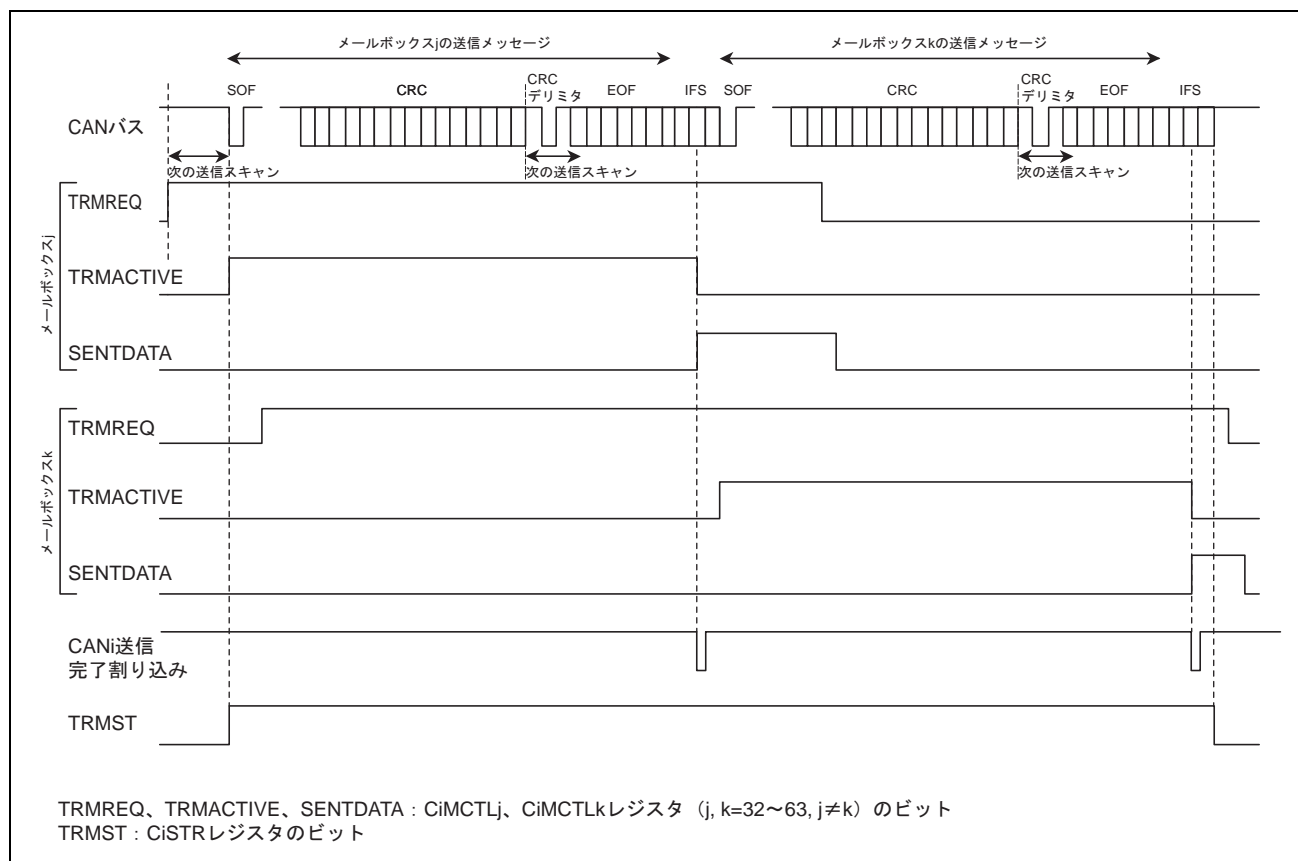 メールボックスjの送信メッセージ
メールボックスkの送信メッセージ
SOF
CRC
CRC
デリミタ
EOF
IFS
SOF
CRC
CRC
デリミタ
EOF
IFS
CANバス
次の送信スキャン
次の送信スキャン
次の送信スキャン
メールボックスj
TRMREQ
TRMACTIVE
SENTDATA
メールボックスk
TRMREQ
TRMACTIVE
SENTDATA
CANi送信
完了割り込み
TRMST
TRMREQ、TRMACTIVE、SENTDATA：CiMCTLj、CiMCTLkレジスタ（j, k=32～63, j≠k）のビット
TRMST：CiSTRレジスタのビット